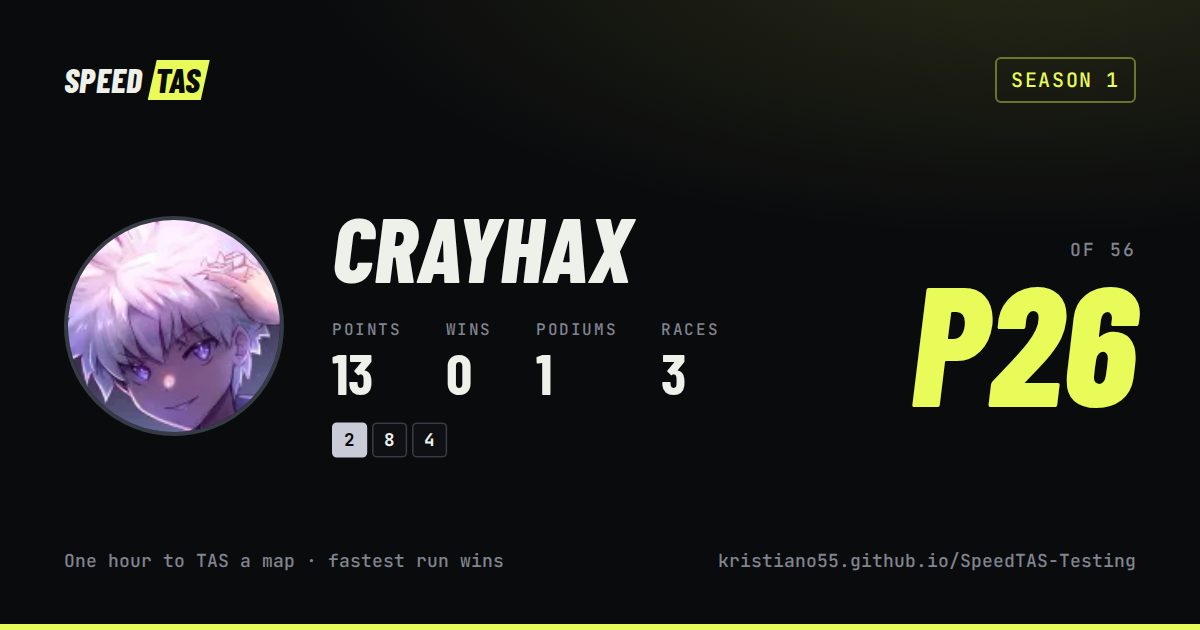 SPEED TAS
SEASON 1
CRAYHAX
OF 56
P26
POINTS WINS PODIUMS RACES
13 0 1 3
2 8 4
One hour to TAS a map · fastest run wins
kristiano55.github.io/SpeedTAS-Testing